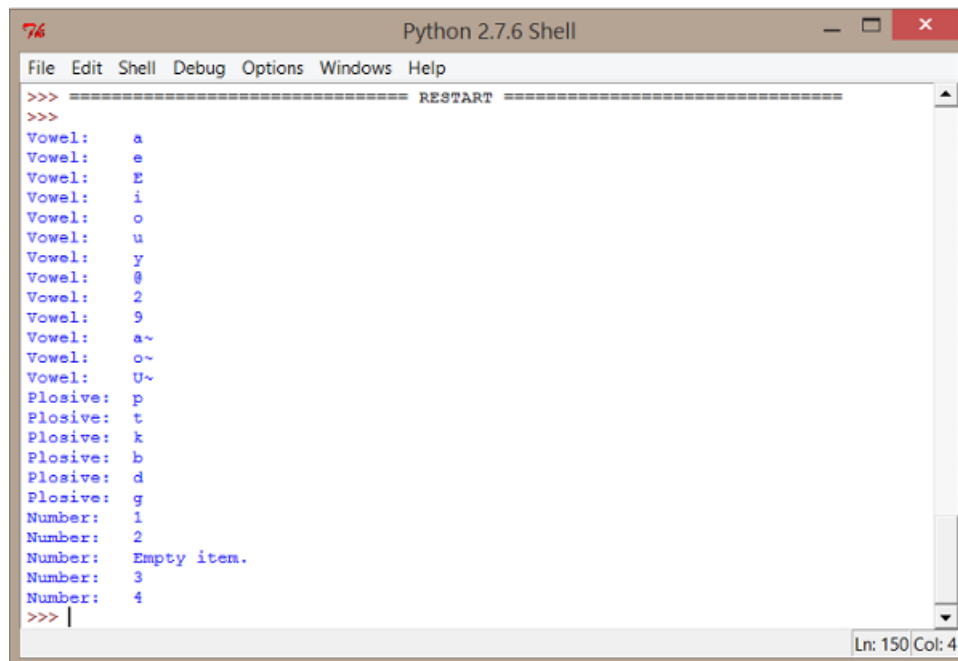 Python 2.7.6 Shell
File Edit Shell Debug Options Windows Help
>>> ================================ RESTART ================================
>>>
Vowel: a
Vowel: e
Vowel: E
Vowel: i
Vowel: o
Vowel: u
Vowel: y
Vowel: @
Vowel: 2
Vowel: 9
Vowel: a~
Vowel: o~
Vowel: U~
Plosive: p
Plosive: t
Plosive: k
Plosive: b
Plosive: d
Plosive: g
Number: 1
Number: 2
Number: Empty item.
Number: 3
Number: 4
>>>
Ln: 150 Col: 4